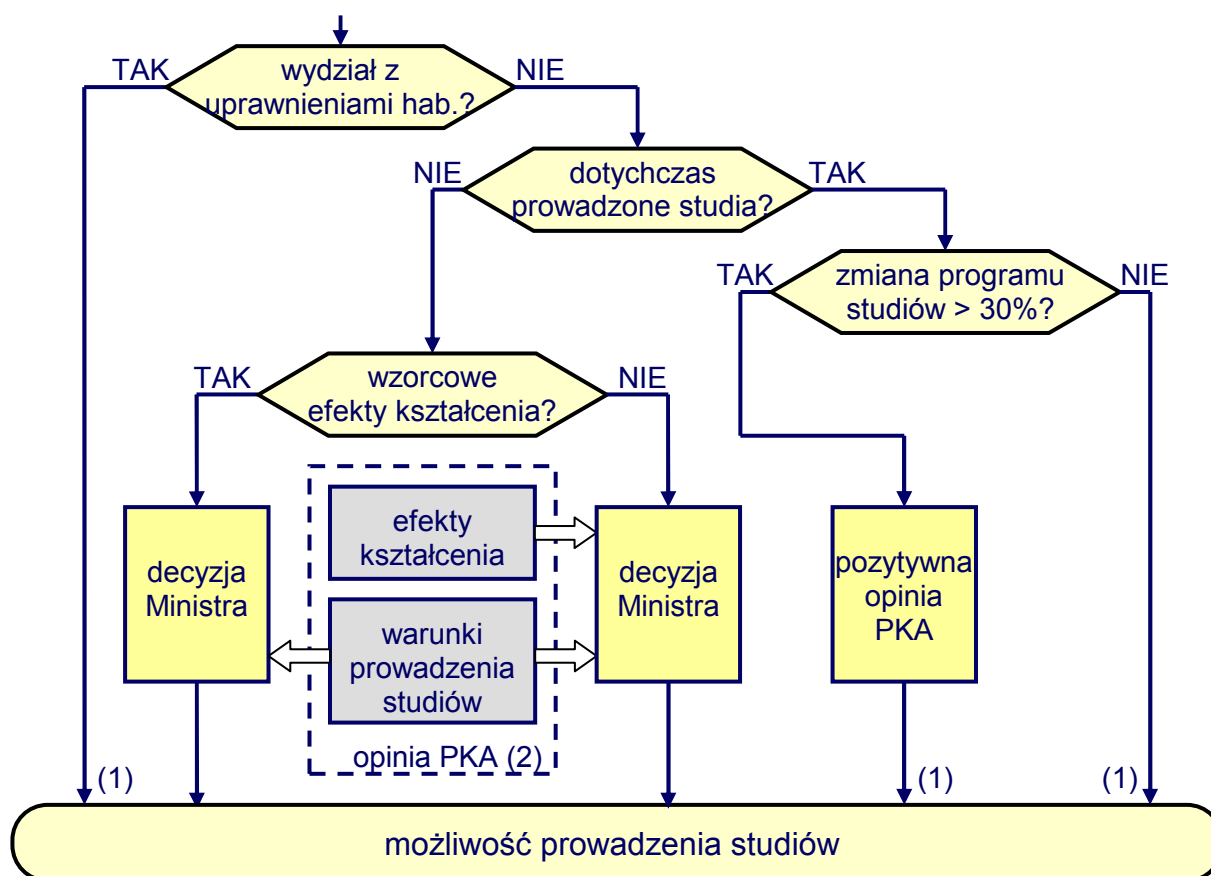 TAK
wydział z
uprawnieniami hab.?
NIE
NIE
dotychczas
prowadzone studia?
TAK
TAK
zmiana programu
studiów > 30%?
NIE
TAK
wzorcowe
efekty kształcenia?
NIE
decyzja
Ministra
efekty
kształcenia
warunki
prowadzenia
studiów
opinia PKA (2)
decyzja
Ministra
pozytywna
opinia
PKA
(1)
(1)
(1)
możliwość prowadzenia studiów